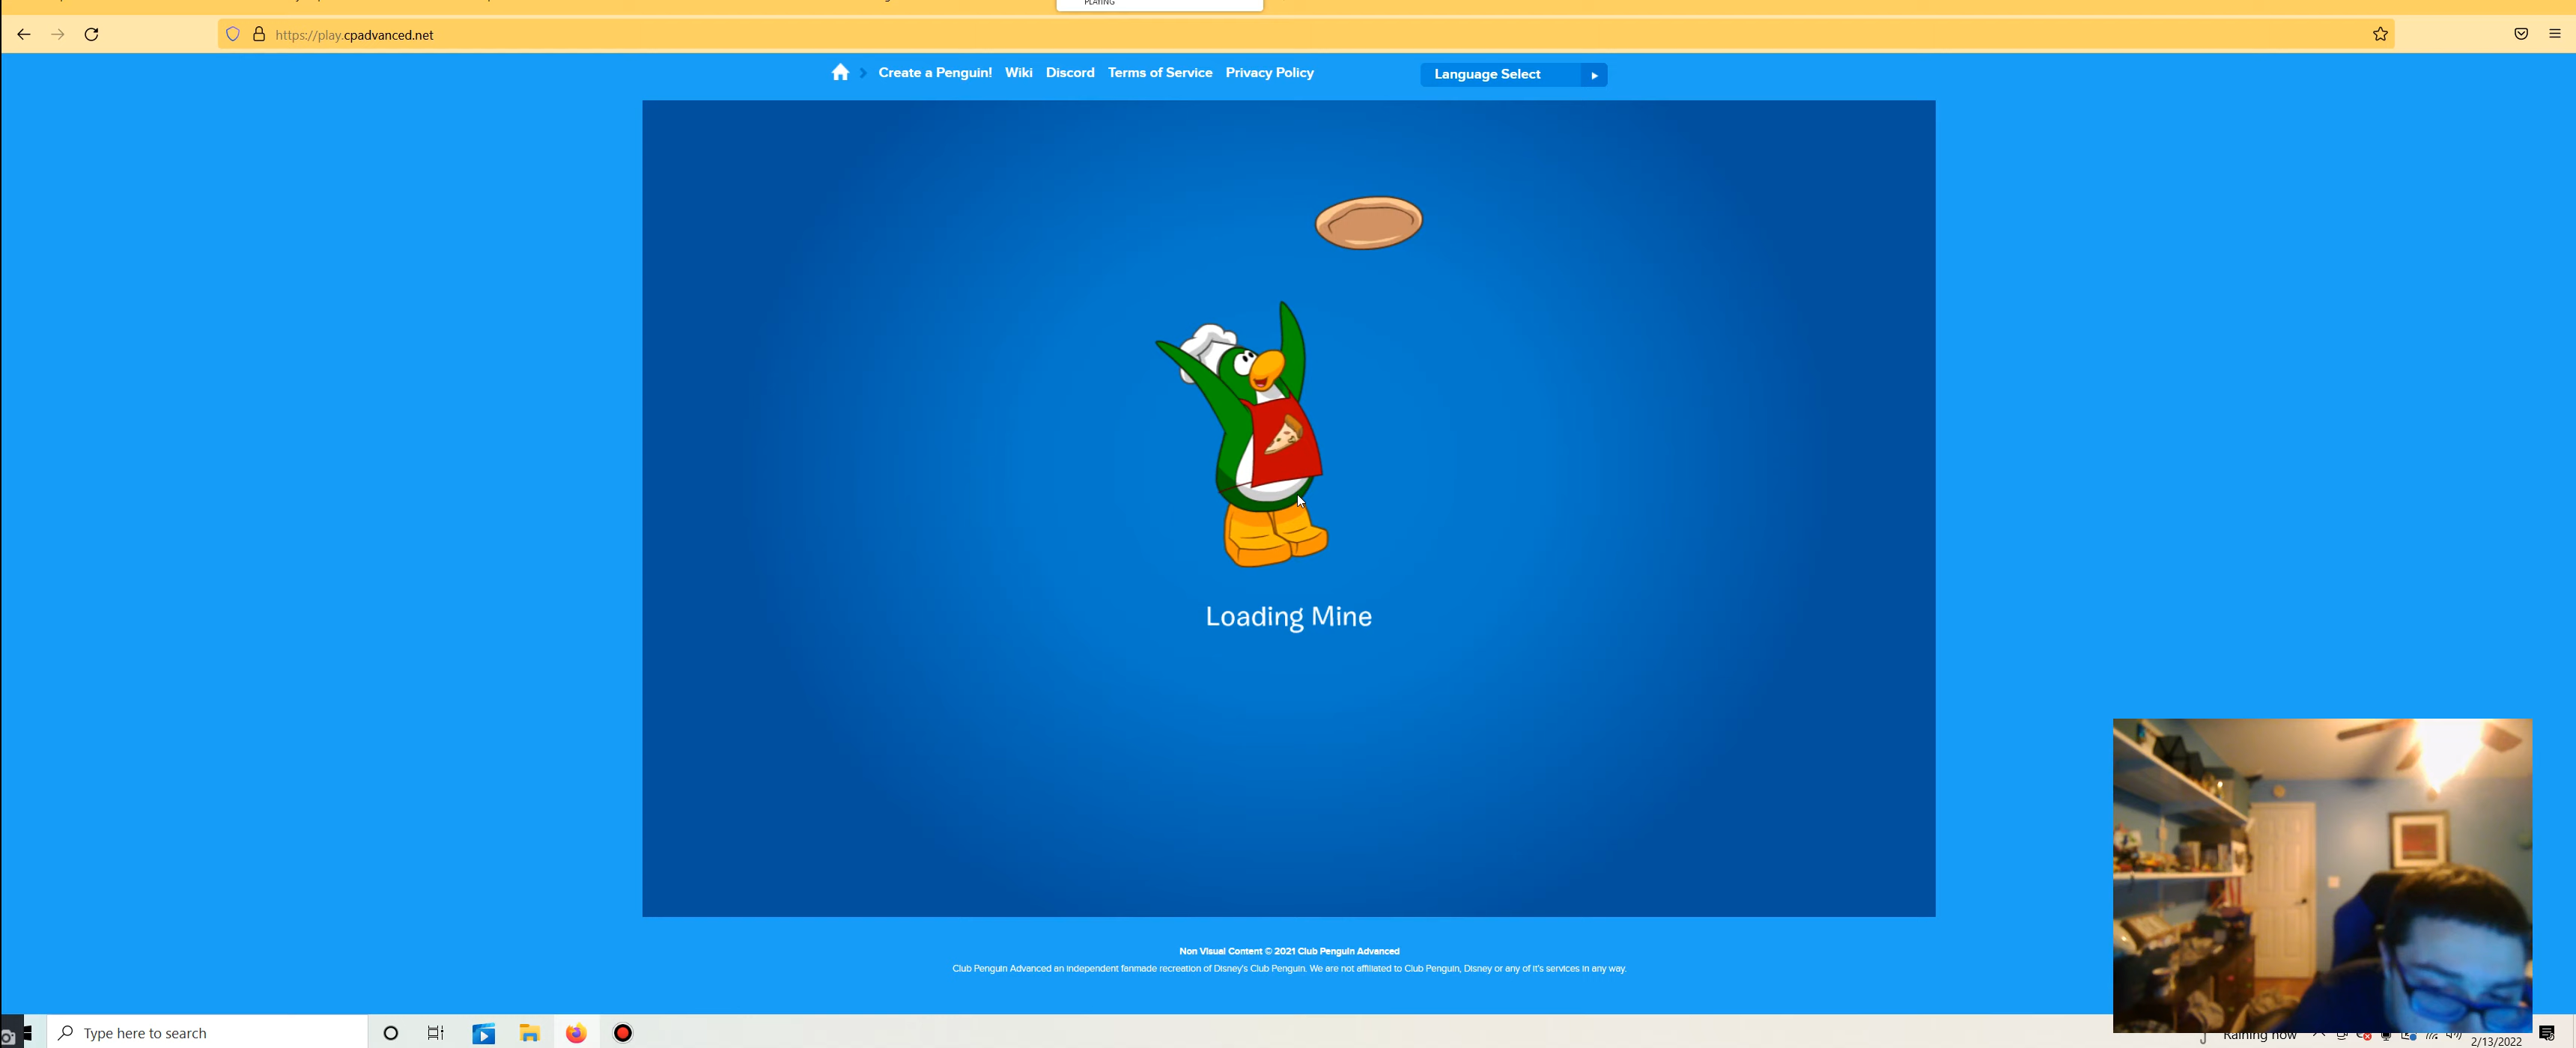 PLAYING
https://play.cpadvanced.net
Create a Penguin! Wiki Discord Terms of Service Privacy Policy
Language Select
Loading Mine
Non Visual Content © 2021 Club Penguin Advanced
Club Penguin Advanced an independent fanmade recreation of Disney's Club Penguin. We are not affiliated to Club Penguin, Disney or any of it's services in any way.
Type here to search
Raining now
2/13/2022